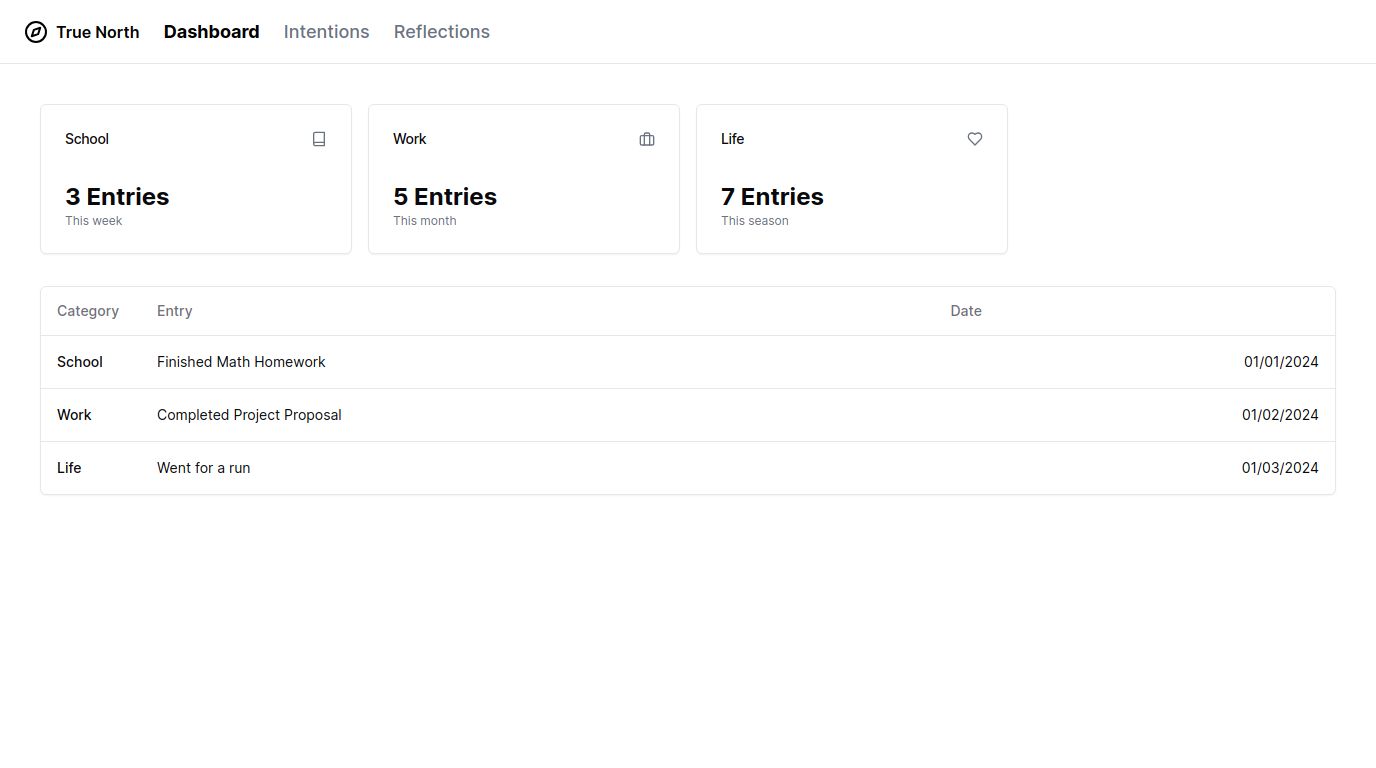 True North Dashboard Intentions Reflections
School Work Life
3 Entries 5 Entries 7 Entries
This week This month This season
Category Entry Date
School Finished Math Homework 01/01/2024
Work Completed Project Proposal 01/02/2024
Life Went for a run 01/03/2024